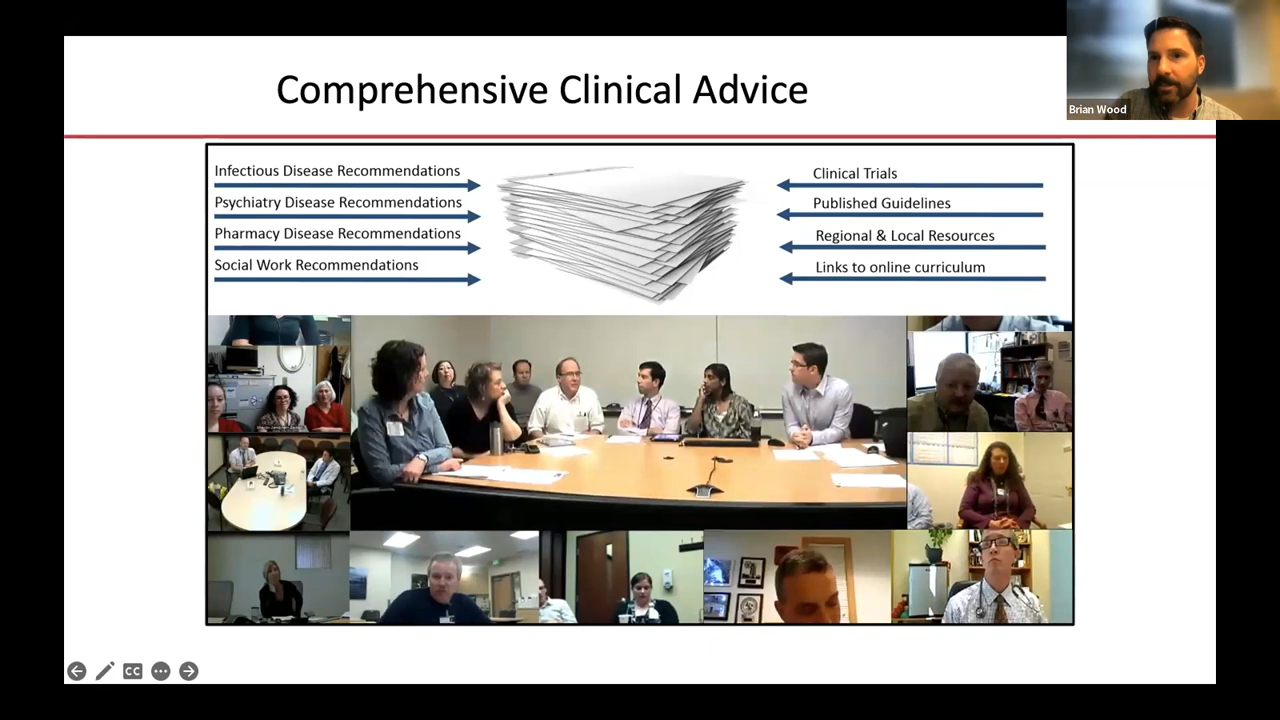 Comprehensive Clinical Advice
Brian Wood
Infectious Disease Recommendations
Psychiatry Disease Recommendations
Pharmacy Disease Recommendations
Social Work Recommendations
Clinical Trials
Published Guidelines
Regional & Local Resources
Links to online curriculum
CC